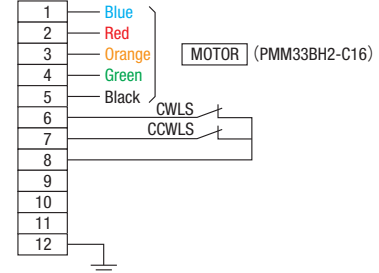 1 Blue
2 Red
3 Orange MOTOR (PMM33BH2-C16)
4 Green
5 Black
6 CWLS
7 CCWLS
8
9
10
11
12